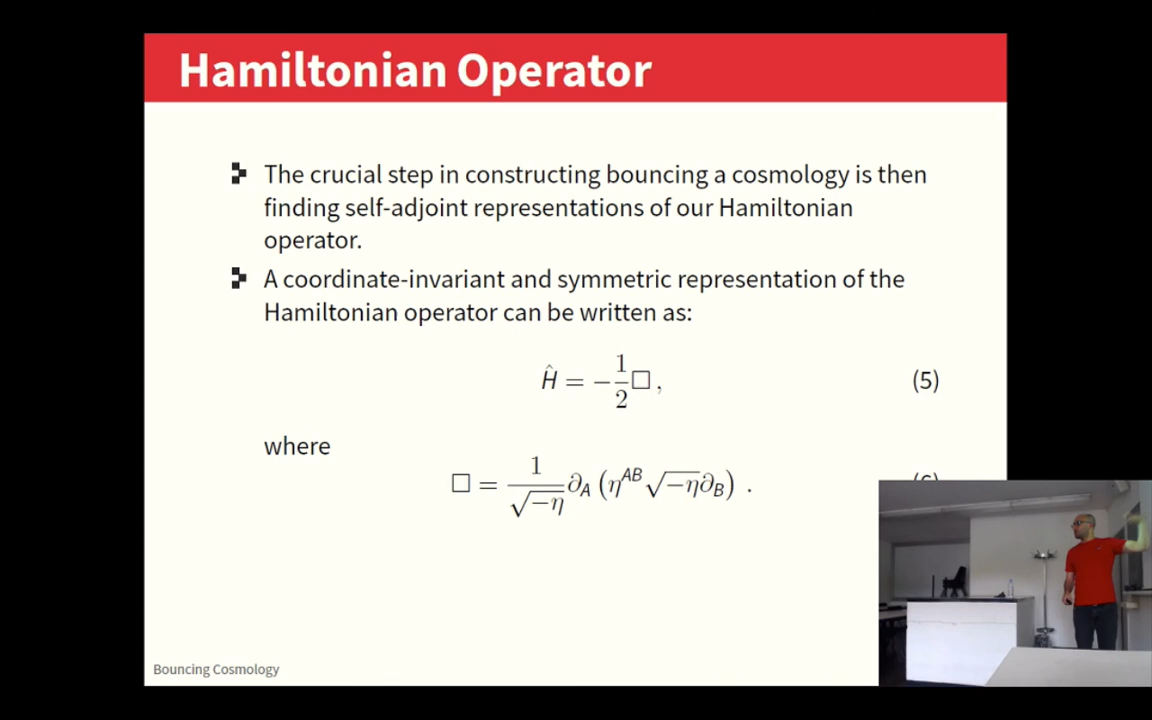 Hamiltonian Operator
The crucial step in constructing bouncing a cosmology is then
finding self-adjoint representations of our Hamiltonian
operator.
A coordinate-invariant and symmetric representation of the
Hamiltonian operator can be written as:
Ĥ = −1/2 □ , (5)
where
□ = 1/√−η ∂_A (η^{AB} √−η ∂_B) .
Bouncing Cosmology